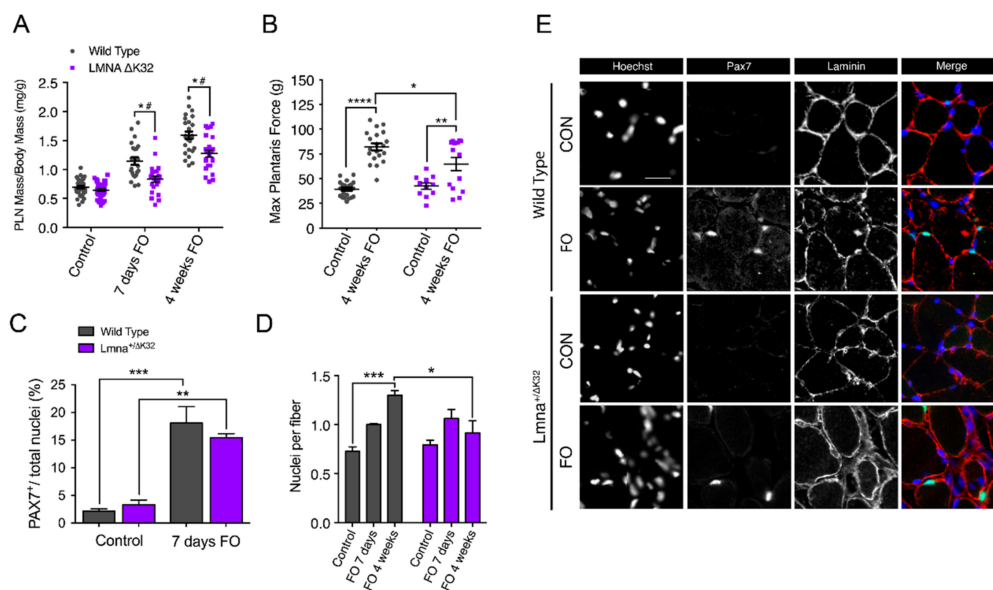 A
Wild Type
LMNA ΔK32
PLN Mass/Body Mass (mg/g)
2.5
2.0
1.5
1.0
0.5
0.0
* #
* #
Control
7 days FO
4 weeks FO
B
Max Plantaris Force (g)
150
125
100
75
50
25
0
****
*
**
Control
4 weeks FO
Control
4 weeks FO
C
Wild Type
Lmna+/ΔK32
PAX7+/ total nuclei (%)
25
20
15
10
5
0
***
**
Control
7 days FO
D
Nuclei per fiber
1.5
1.0
0.5
0.0
***
*
Control
FO 7 days
FO 4 weeks
Control
FO 7 days
FO 4 weeks
E
Hoechst Pax7 Laminin Merge
Wild Type
CON
FO
Lmna+/ΔK32
CON
FO